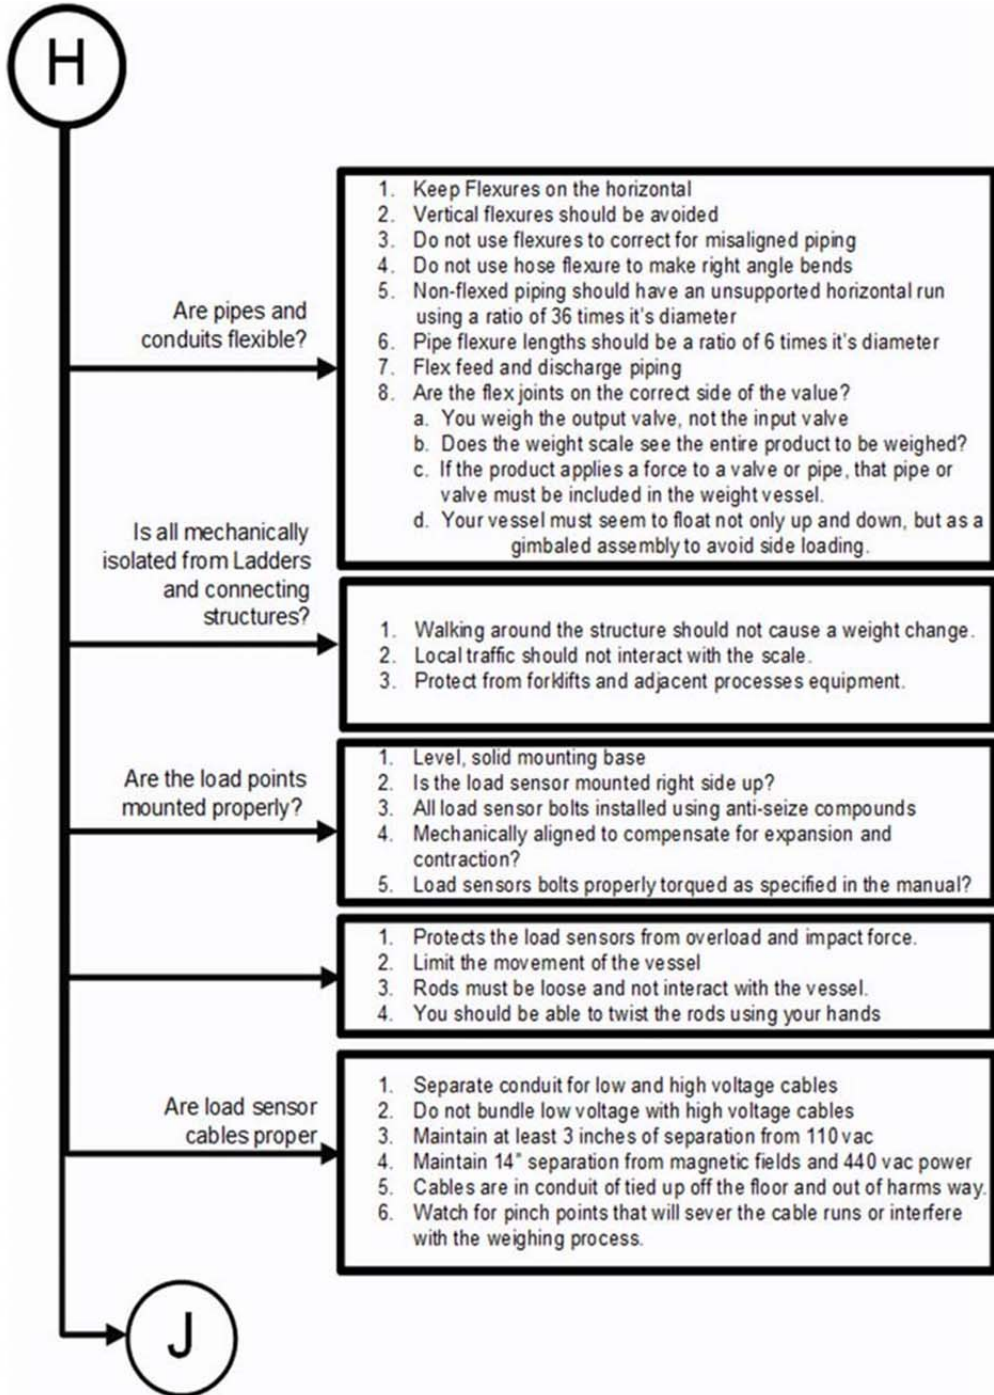 H
Are pipes and
conduits flexible?
1. Keep Flexures on the horizontal
2. Vertical flexures should be avoided
3. Do not use flexures to correct for misaligned piping
4. Do not use hose flexure to make right angle bends
5. Non-flexed piping should have an unsupported horizontal run
using a ratio of 36 times it's diameter
6. Pipe flexure lengths should be a ratio of 6 times it's diameter
7. Flex feed and discharge piping
8. Are the flex joints on the correct side of the value?
a. You weigh the output valve, not the input valve
b. Does the weight scale see the entire product to be weighed?
c. If the product applies a force to a valve or pipe, that pipe or
valve must be included in the weight vessel.
d. Your vessel must seem to float not only up and down, but as a
gimbaled assembly to avoid side loading.
Is all mechanically
isolated from Ladders
and connecting
structures?
1. Walking around the structure should not cause a weight change.
2. Local traffic should not interact with the scale.
3. Protect from forklifts and adjacent processes equipment.
Are the load points
mounted properly?
1. Level, solid mounting base
2. Is the load sensor mounted right side up?
3. All load sensor bolts installed using anti-seize compounds
4. Mechanically aligned to compensate for expansion and
contraction?
5. Load sensors bolts properly torqued as specified in the manual?
1. Protects the load sensors from overload and impact force.
2. Limit the movement of the vessel
3. Rods must be loose and not interact with the vessel.
4. You should be able to twist the rods using your hands
Are load sensor
cables proper
1. Separate conduit for low and high voltage cables
2. Do not bundle low voltage with high voltage cables
3. Maintain at least 3 inches of separation from 110 vac
4. Maintain 14" separation from magnetic fields and 440 vac power
5. Cables are in conduit of tied up off the floor and out of harms way.
6. Watch for pinch points that will sever the cable runs or interfere
with the weighing process.
J